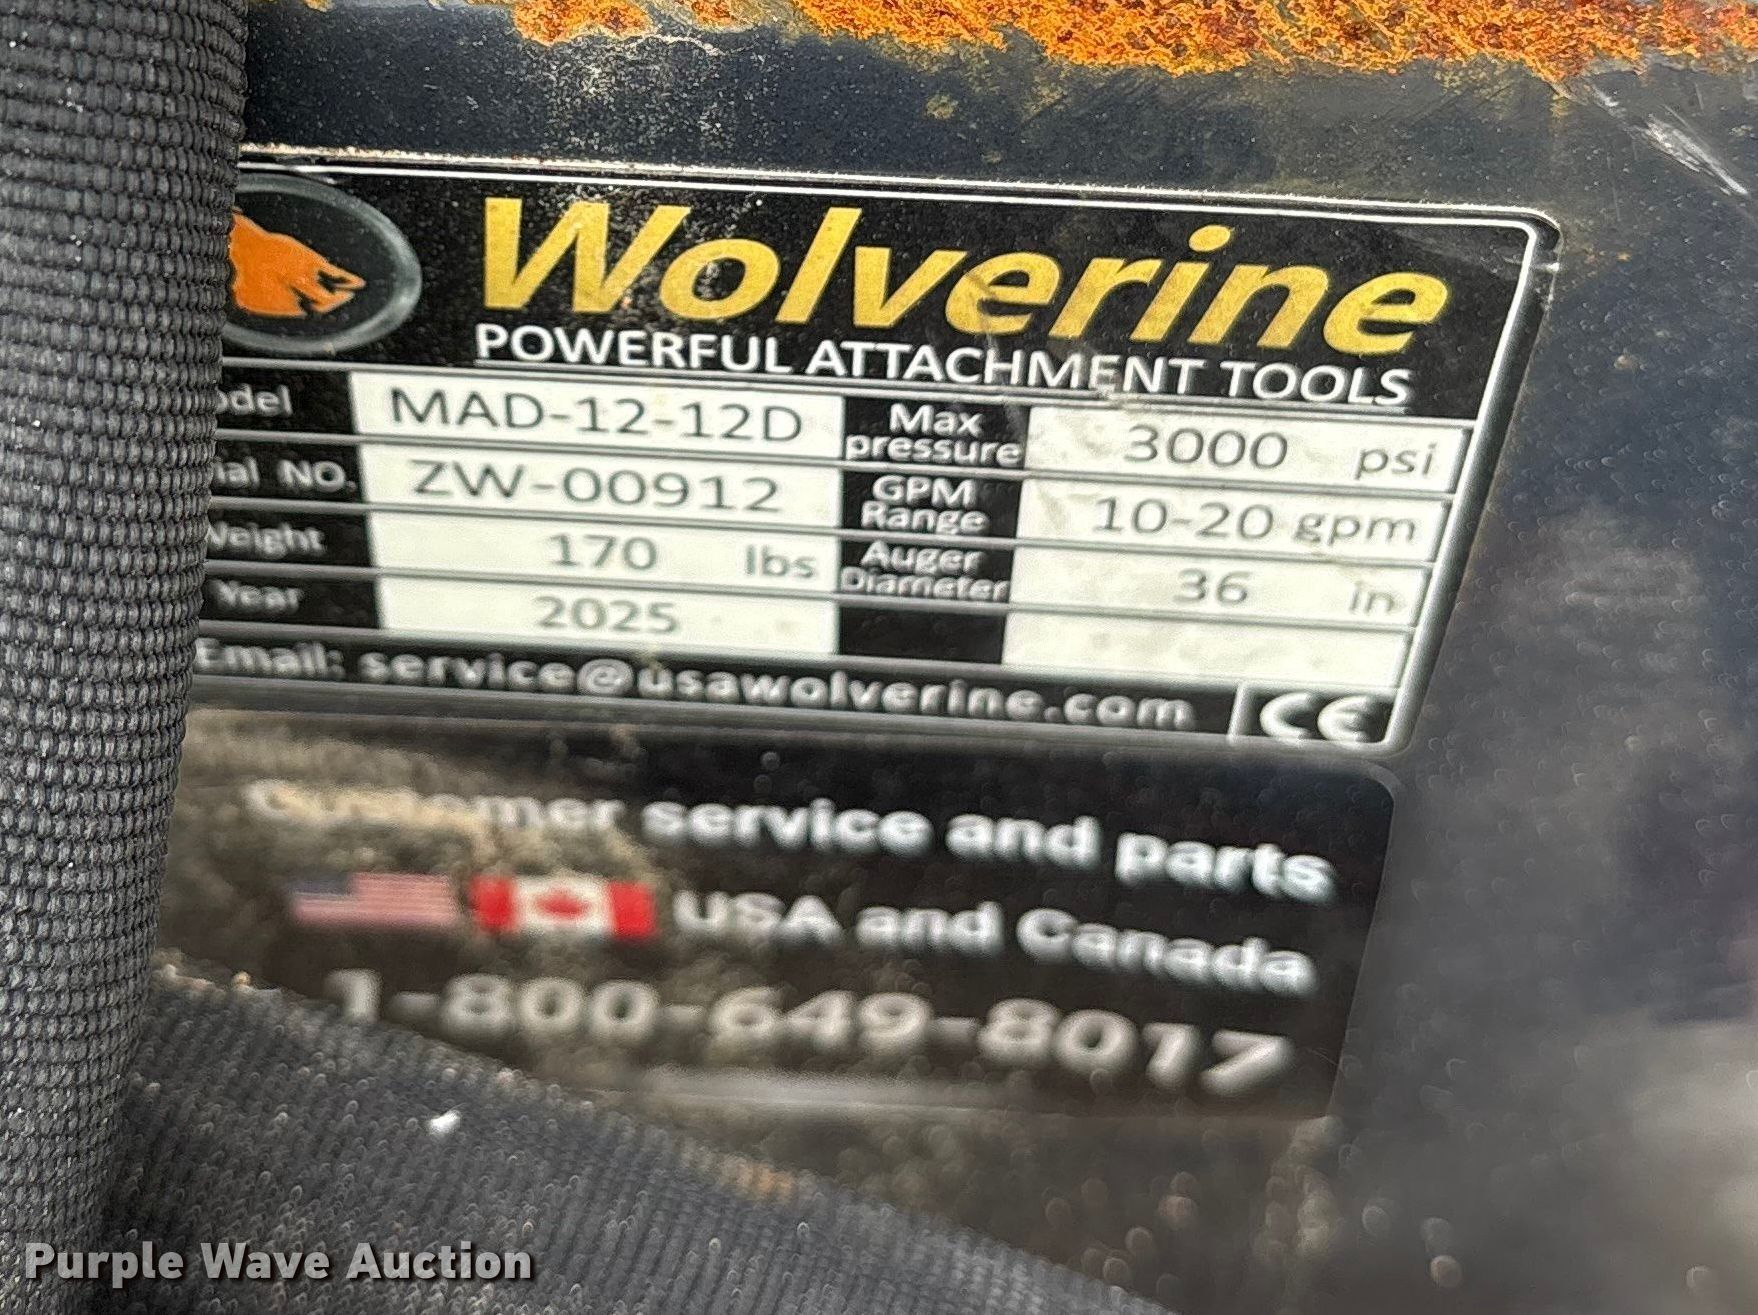 Wolverine
POWERFUL ATTACHMENT TOOLS
odel MAD-12-12D Max pressure 3000 psi
ial NO. ZW-00912 GPM Range 10-20 gpm
Weight 170 lbs Auger Diameter 36 in
Year 2025
Email: service@usawolverine.com CE
Customer service and parts
USA and Canada
1-800-649-8017
Purple Wave Auction